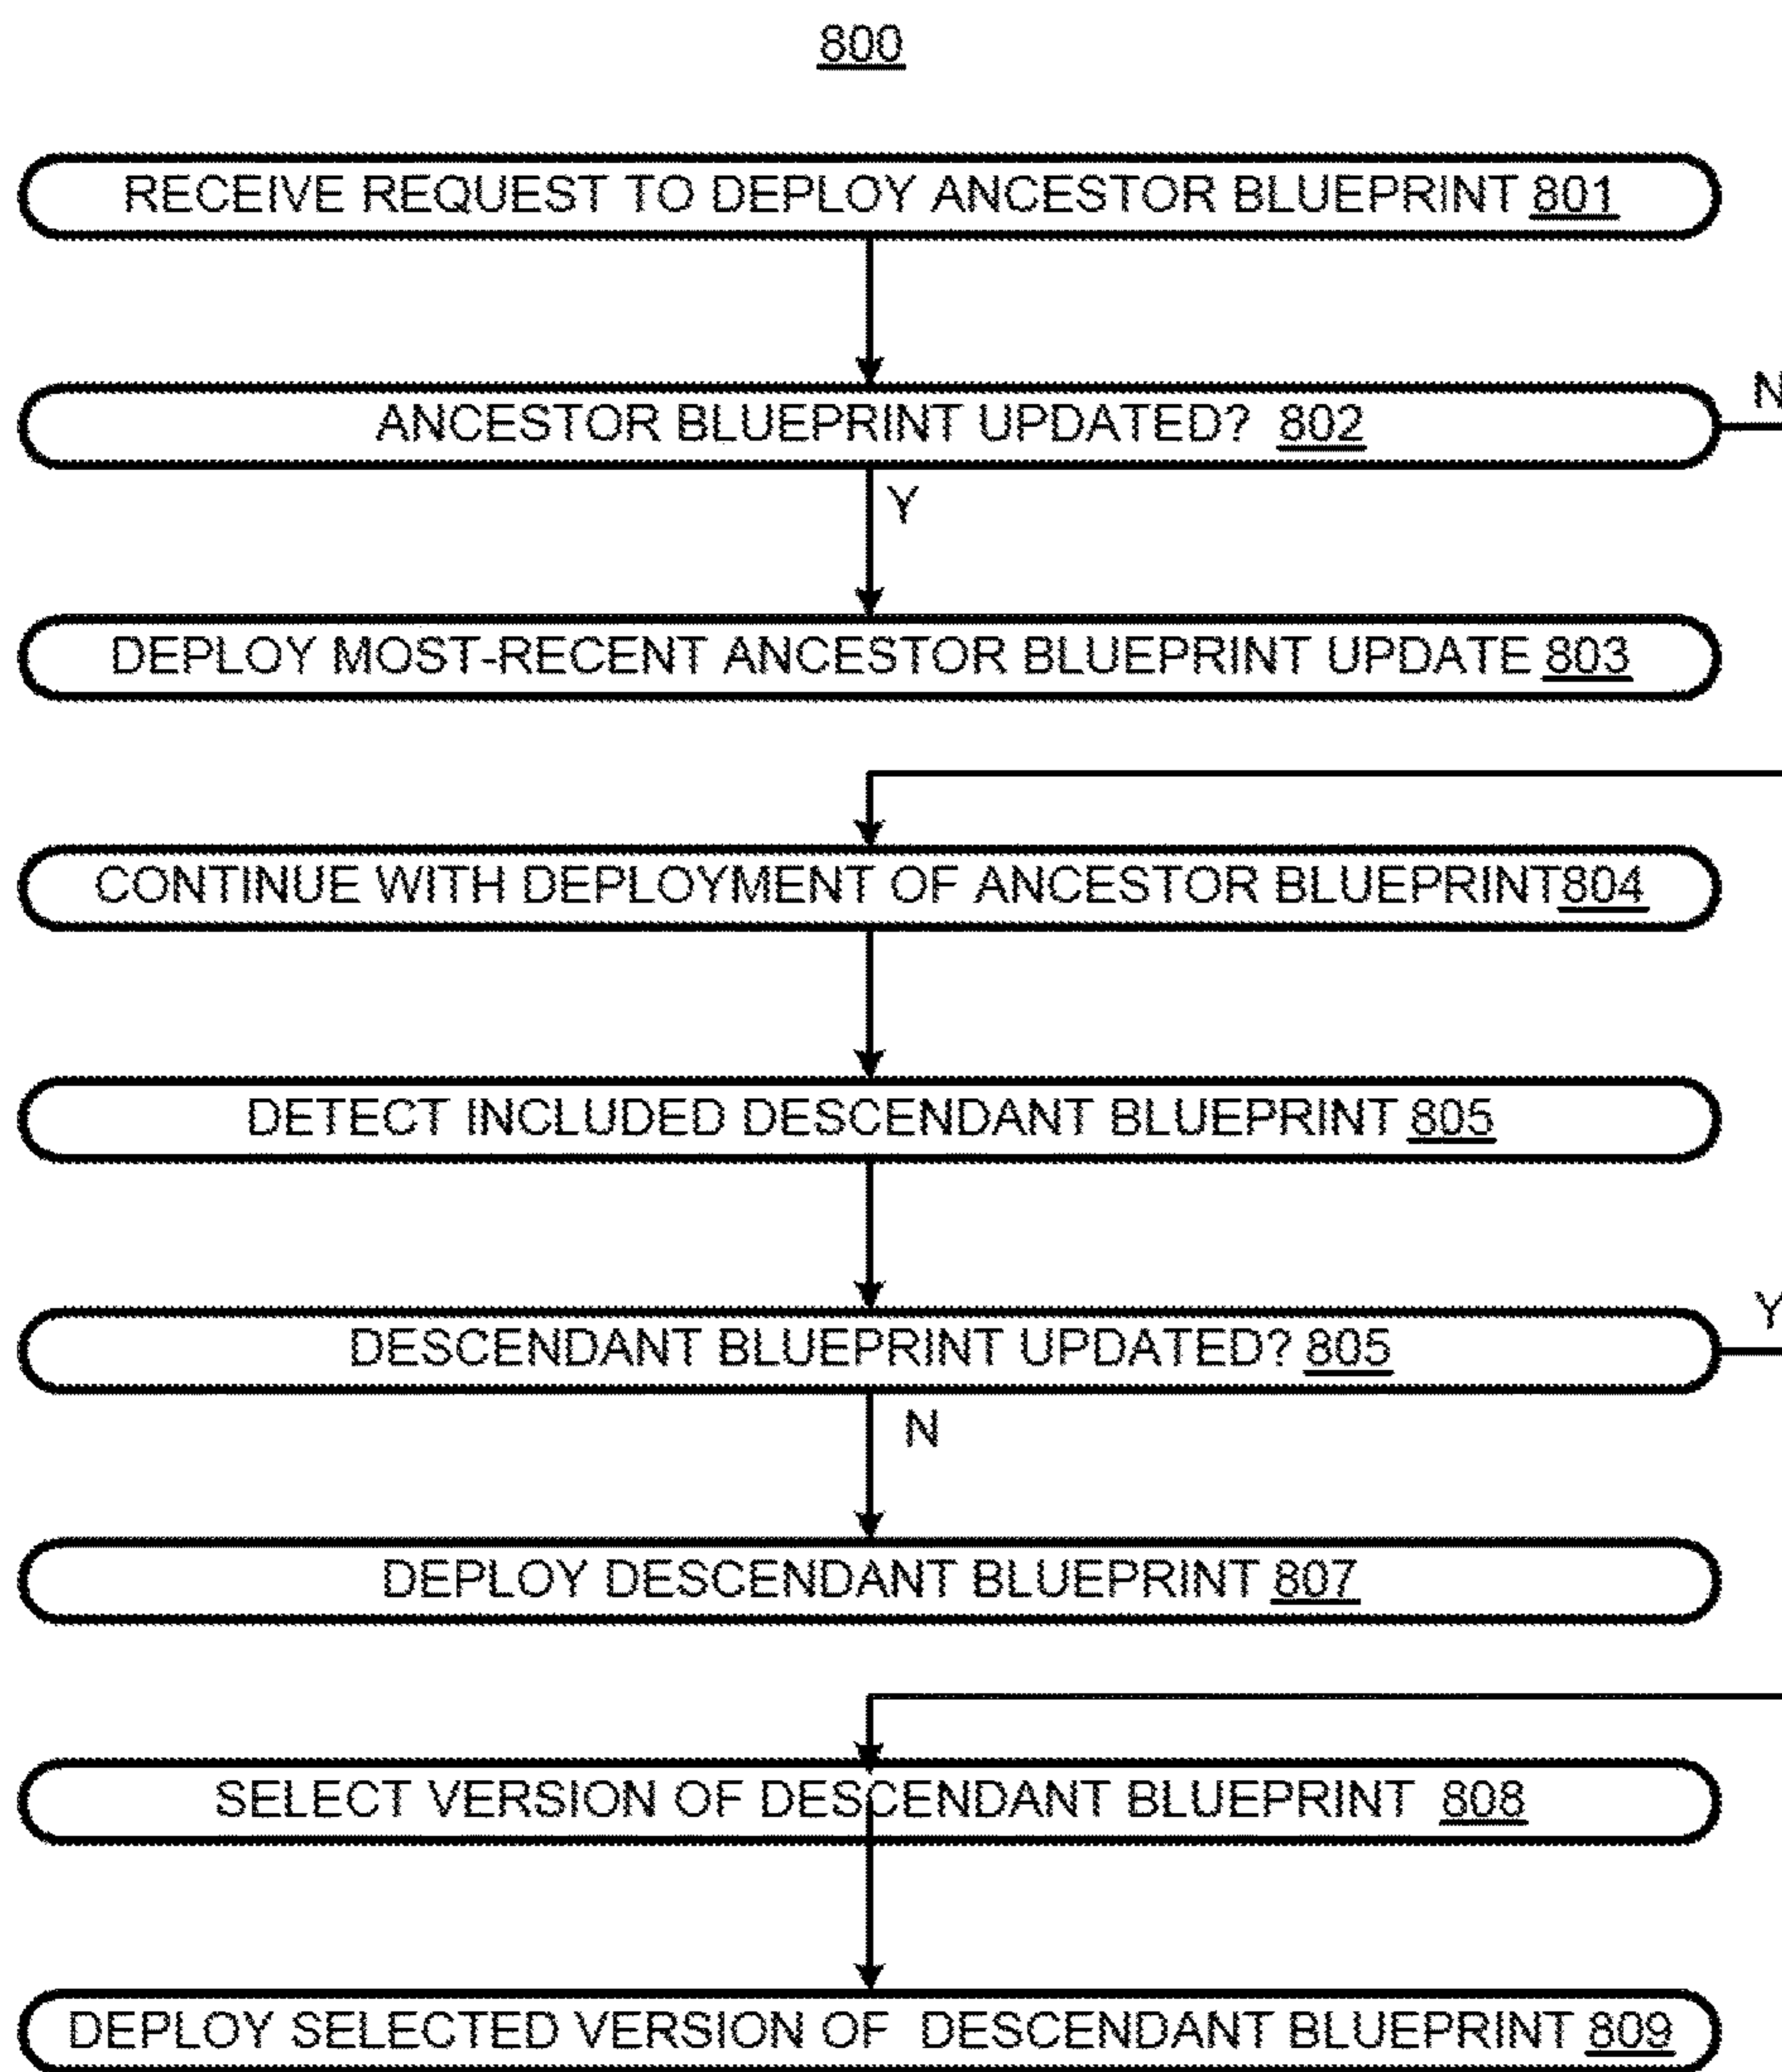 800
RECEIVE REQUEST TO DEPLOY ANCESTOR BLUEPRINT 801
ANCESTOR BLUEPRINT UPDATED? 802
N
Y
DEPLOY MOST-RECENT ANCESTOR BLUEPRINT UPDATE 803
CONTINUE WITH DEPLOYMENT OF ANCESTOR BLUEPRINT804
DETECT INCLUDED DESCENDANT BLUEPRINT 805
DESCENDANT BLUEPRINT UPDATED? 805
Y
N
DEPLOY DESCENDANT BLUEPRINT 807
SELECT VERSION OF DESCENDANT BLUEPRINT 808
DEPLOY SELECTED VERSION OF DESCENDANT BLUEPRINT 809